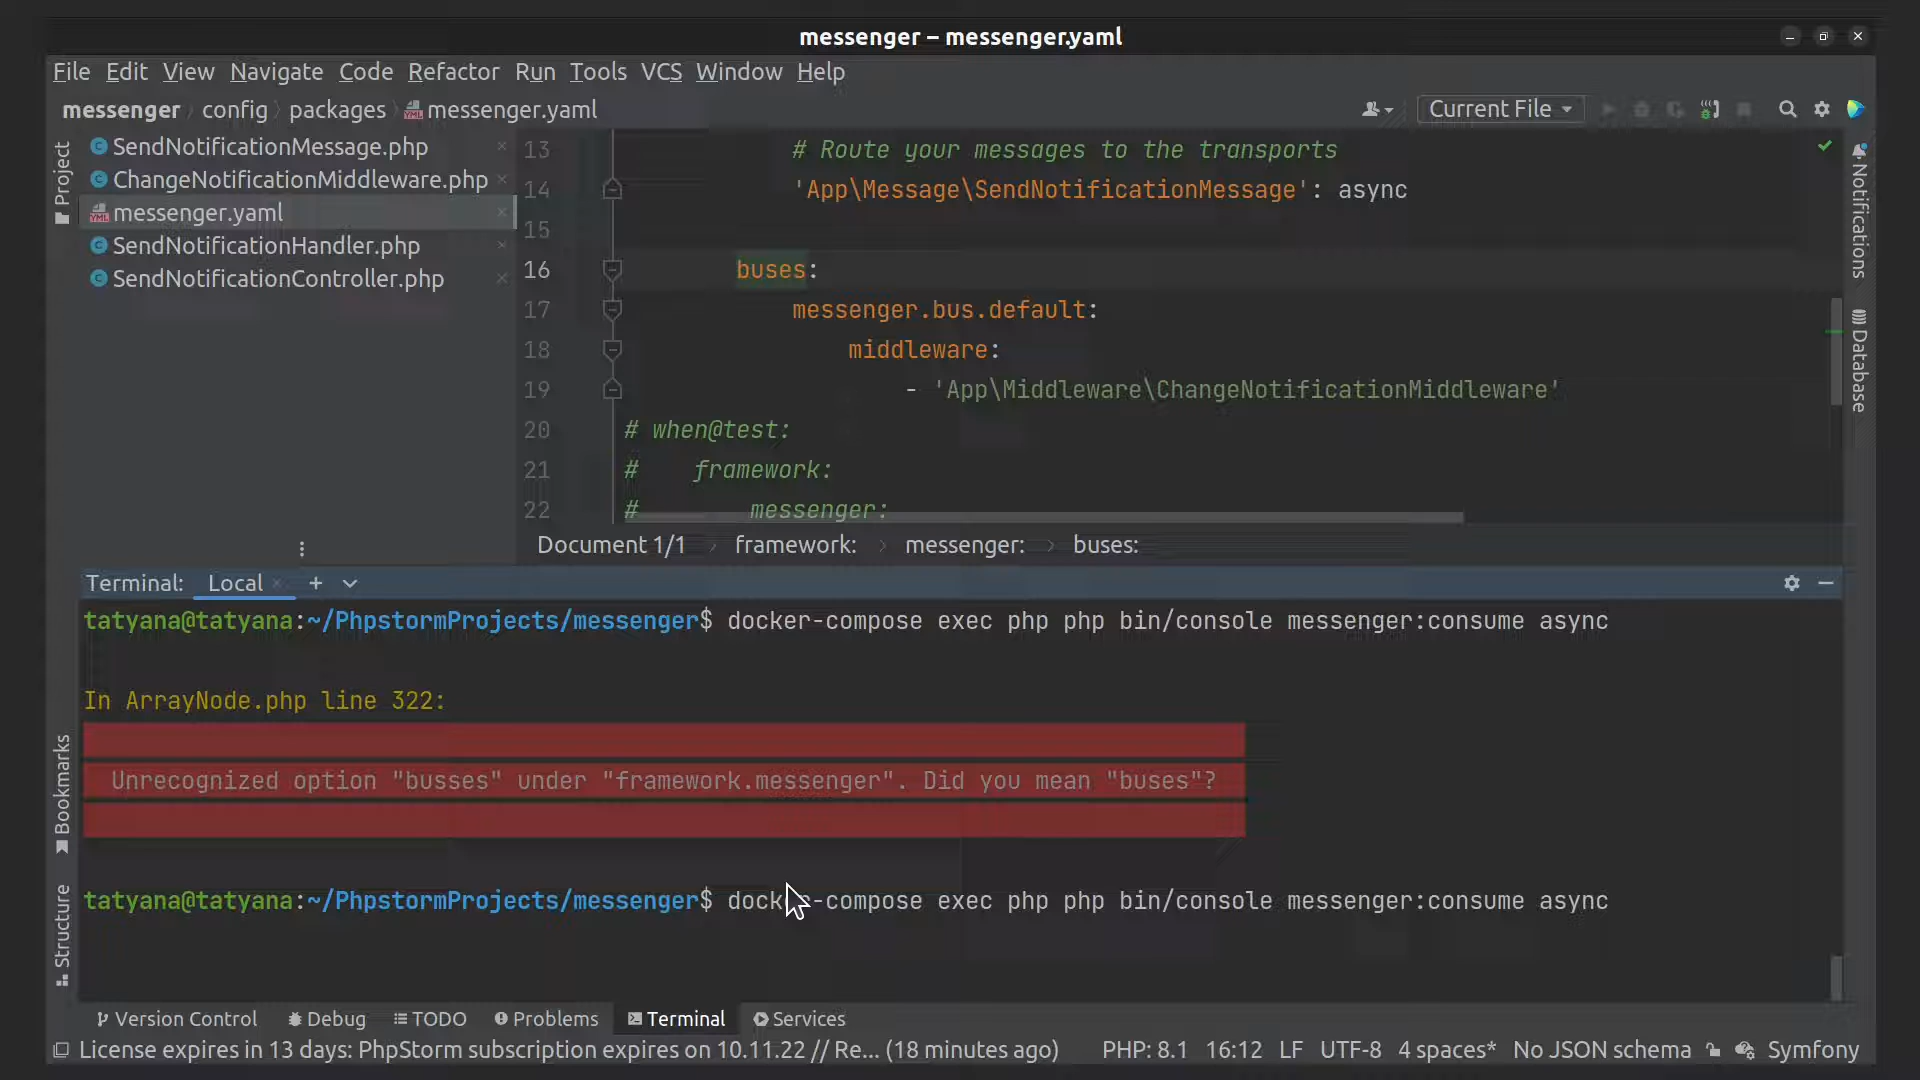 messenger – messenger.yaml
File Edit View Navigate Code Refactor Run Tools VCS Window Help
messenger config packages messenger.yaml
Current File
Project
SendNotificationMessage.php
ChangeNotificationMiddleware.php
messenger.yaml
SendNotificationHandler.php
SendNotificationController.php
13 # Route your messages to the transports
14 'App\Message\SendNotificationMessage': async
15
16 buses:
17 messenger.bus.default:
18 middleware:
19 - 'App\Middleware\ChangeNotificationMiddleware'
20 # when@test:
21 # framework:
22 # messenger:
Document 1/1 framework: messenger: buses:
Notifications
Database
Terminal: Local
tatyana@tatyana:~/PhpstormProjects/messenger$ docker-compose exec php php bin/console messenger:consume async
In ArrayNode.php line 322:
Unrecognized option "busses" under "framework.messenger". Did you mean "buses"?
tatyana@tatyana:~/PhpstormProjects/messenger$ docker-compose exec php php bin/console messenger:consume async
Bookmarks
Structure
Version Control Debug TODO Problems Terminal Services
License expires in 13 days: PhpStorm subscription expires on 10.11.22 // Re... (18 minutes ago) PHP: 8.1 16:12 LF UTF-8 4 spaces* No JSON schema Symfony